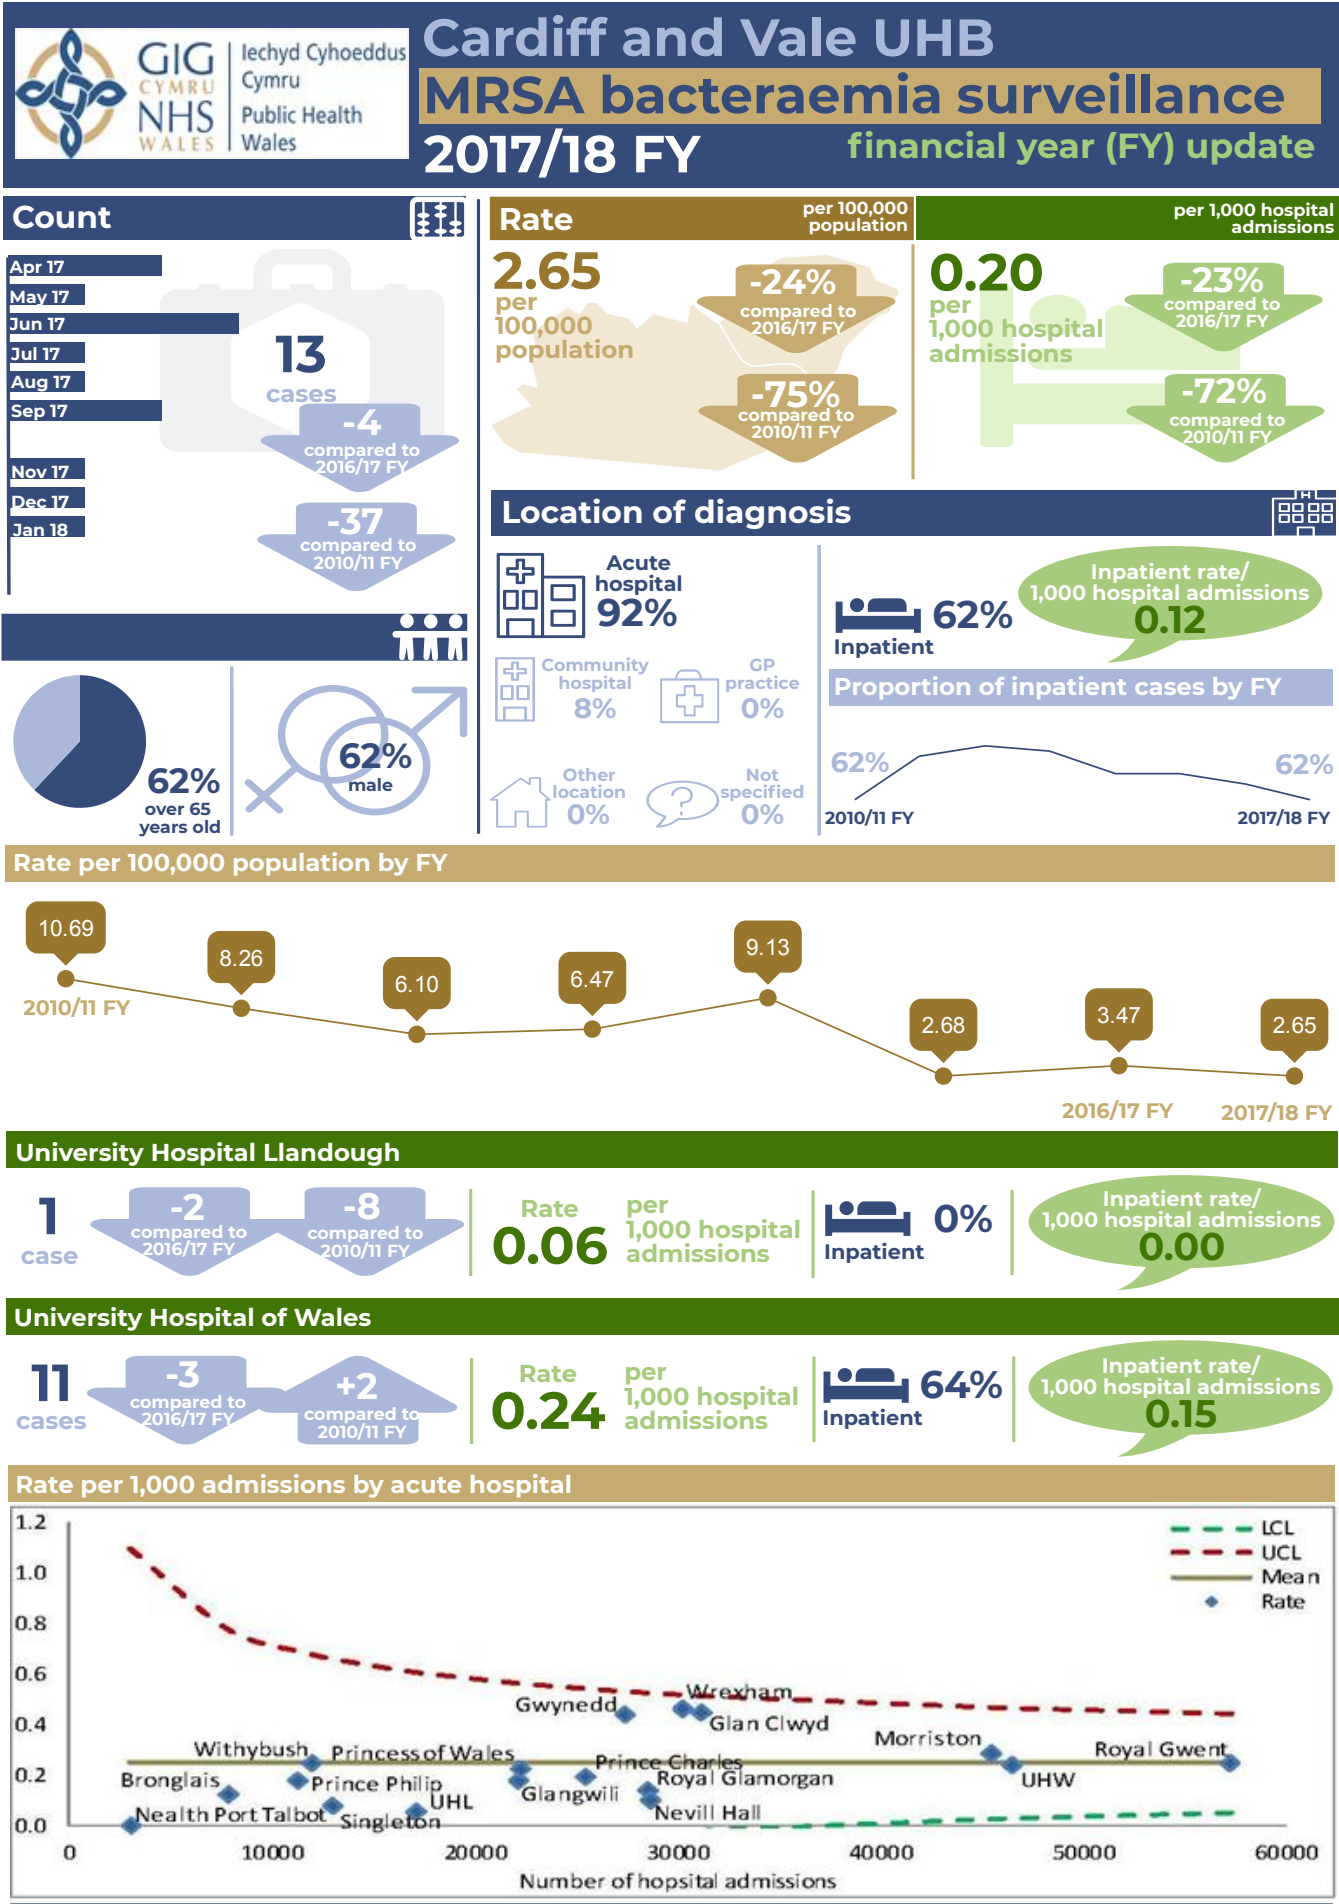 GIG
CYMRU
NHS
WALES
Iechyd Cyhoeddus
Cymru
Public Health
Wales
Cardiff and Vale UHB
MRSA bacteraemia surveillance
2017/18 FY
financial year (FY) update
Count
Apr 17
May 17
Jun 17
Jul 17
Aug 17
Sep 17
Nov 17
Dec 17
Jan 18
13
cases
-4
compared to
2016/17 FY
-37
compared to
2010/11 FY
Rate
per 100,000
population
2.65
per
100,000
population
-24%
compared to
2016/17 FY
-75%
compared to
2010/11 FY
per 1,000 hospital
admissions
0.20
per
1,000 hospital
admissions
-23%
compared to
2016/17 FY
-72%
compared to
2010/11 FY
62%
over 65
years old
62%
male
Location of diagnosis
H
Acute
hospital
92%
Community
hospital
8%
GP
practice
0%
Other
location
0%
?
Not
specified
0%
62%
Inpatient
Inpatient rate/
1,000 hospital admissions
0.12
Proportion of inpatient cases by FY
62%
62%
2010/11 FY
2017/18 FY
Rate per 100,000 population by FY
10.69
8.26
6.10
6.47
9.13
2.68
3.47
2.65
2010/11 FY
2016/17 FY
2017/18 FY
University Hospital Llandough
1
case
-2
compared to
2016/17 FY
-8
compared to
2010/11 FY
Rate
0.06
per
1,000 hospital
admissions
0%
Inpatient
Inpatient rate/
1,000 hospital admissions
0.00
University Hospital of Wales
11
cases
-3
compared to
2016/17 FY
+2
compared to
2010/11 FY
Rate
0.24
per
1,000 hospital
admissions
64%
Inpatient
Inpatient rate/
1,000 hospital admissions
0.15
Rate per 1,000 admissions by acute hospital
1.2
1.0
0.8
0.6
0.4
0.2
0.0
LCL
UCL
Mean
Rate
Gwynedd
Wrexham
Glan Clwyd
Morriston
Royal Gwent
Withybush
Princess of Wales
Prince Charles
Bronglais
Prince Philip
Glangwili
Royal Glamorgan
UHW
UHL
Nealth Port Talbot
Singleton
Nevill Hall
0
10000
20000
30000
40000
50000
60000
Number of hopsital admissions